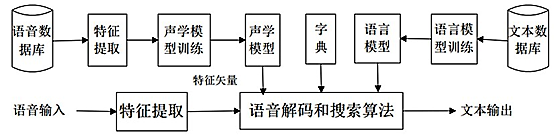 语音数
据库
特征
提取
声学模
型训练
声学
模型
字
典
语言
模型
语言模
型训练
文本数
据库
特征矢量
语音输入
特征提取
语音解码和搜索算法
文本输出